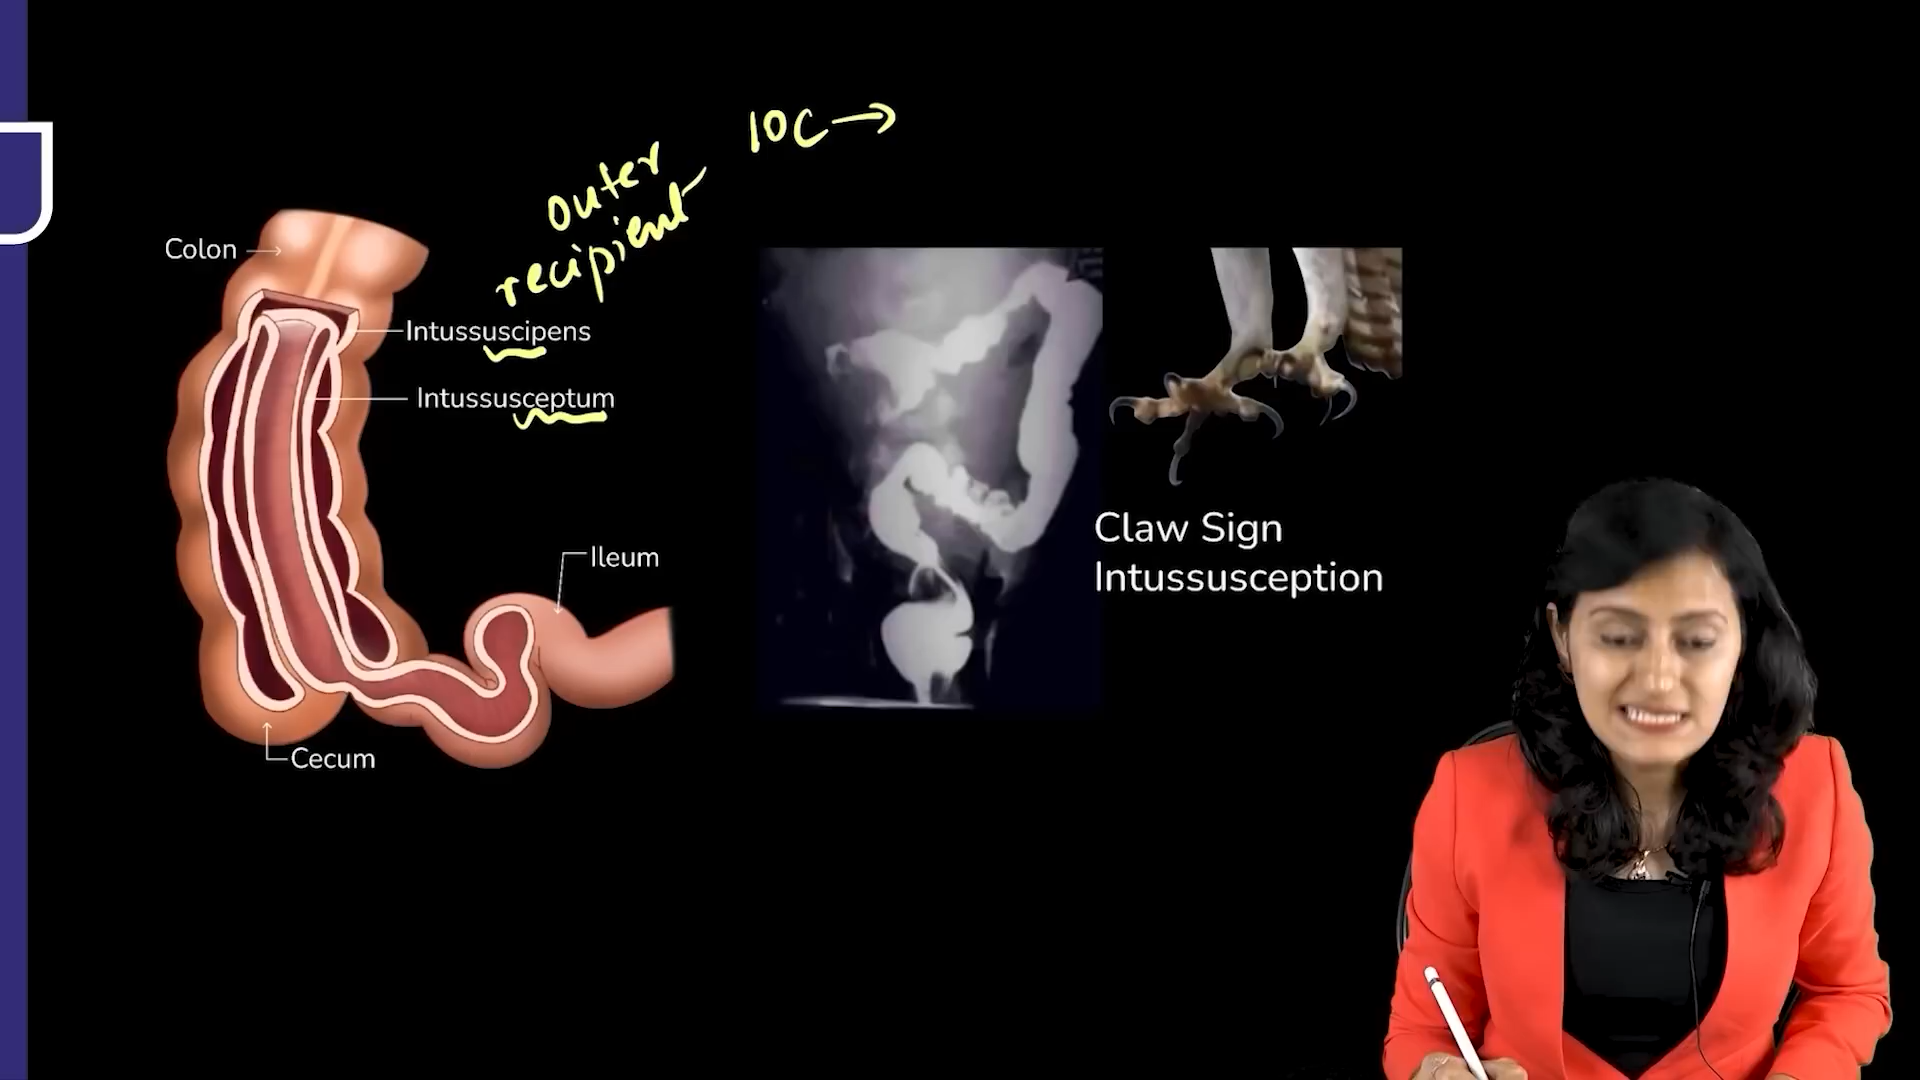 IOC →
outer
recipient
Colon
Intussuscipens
Intussusceptum
Ileum
Cecum
Claw Sign
Intussusception